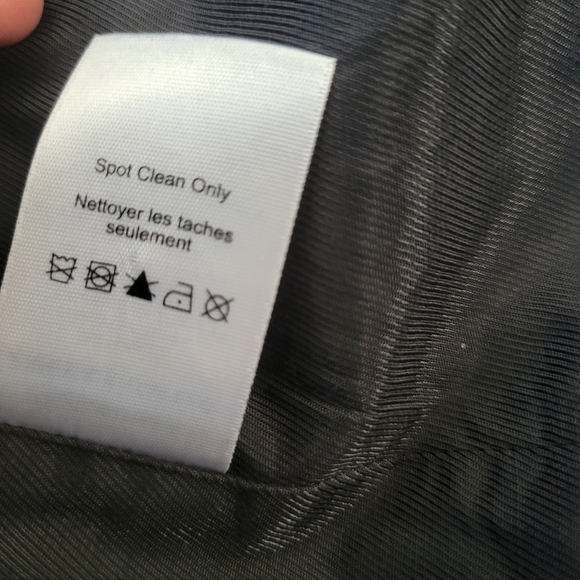 Spot Clean Only
Nettoyer les taches
seulement